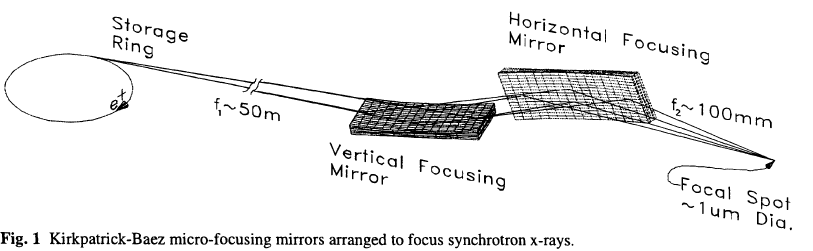 Storage
Ring
e+
f₁~50m
Vertical Focusing
Mirror
Horizontal Focusing
Mirror
f₂~100mm
Focal Spot
~1um Dia.
Fig. 1 Kirkpatrick-Baez micro-focusing mirrors arranged to focus synchrotron x-rays.